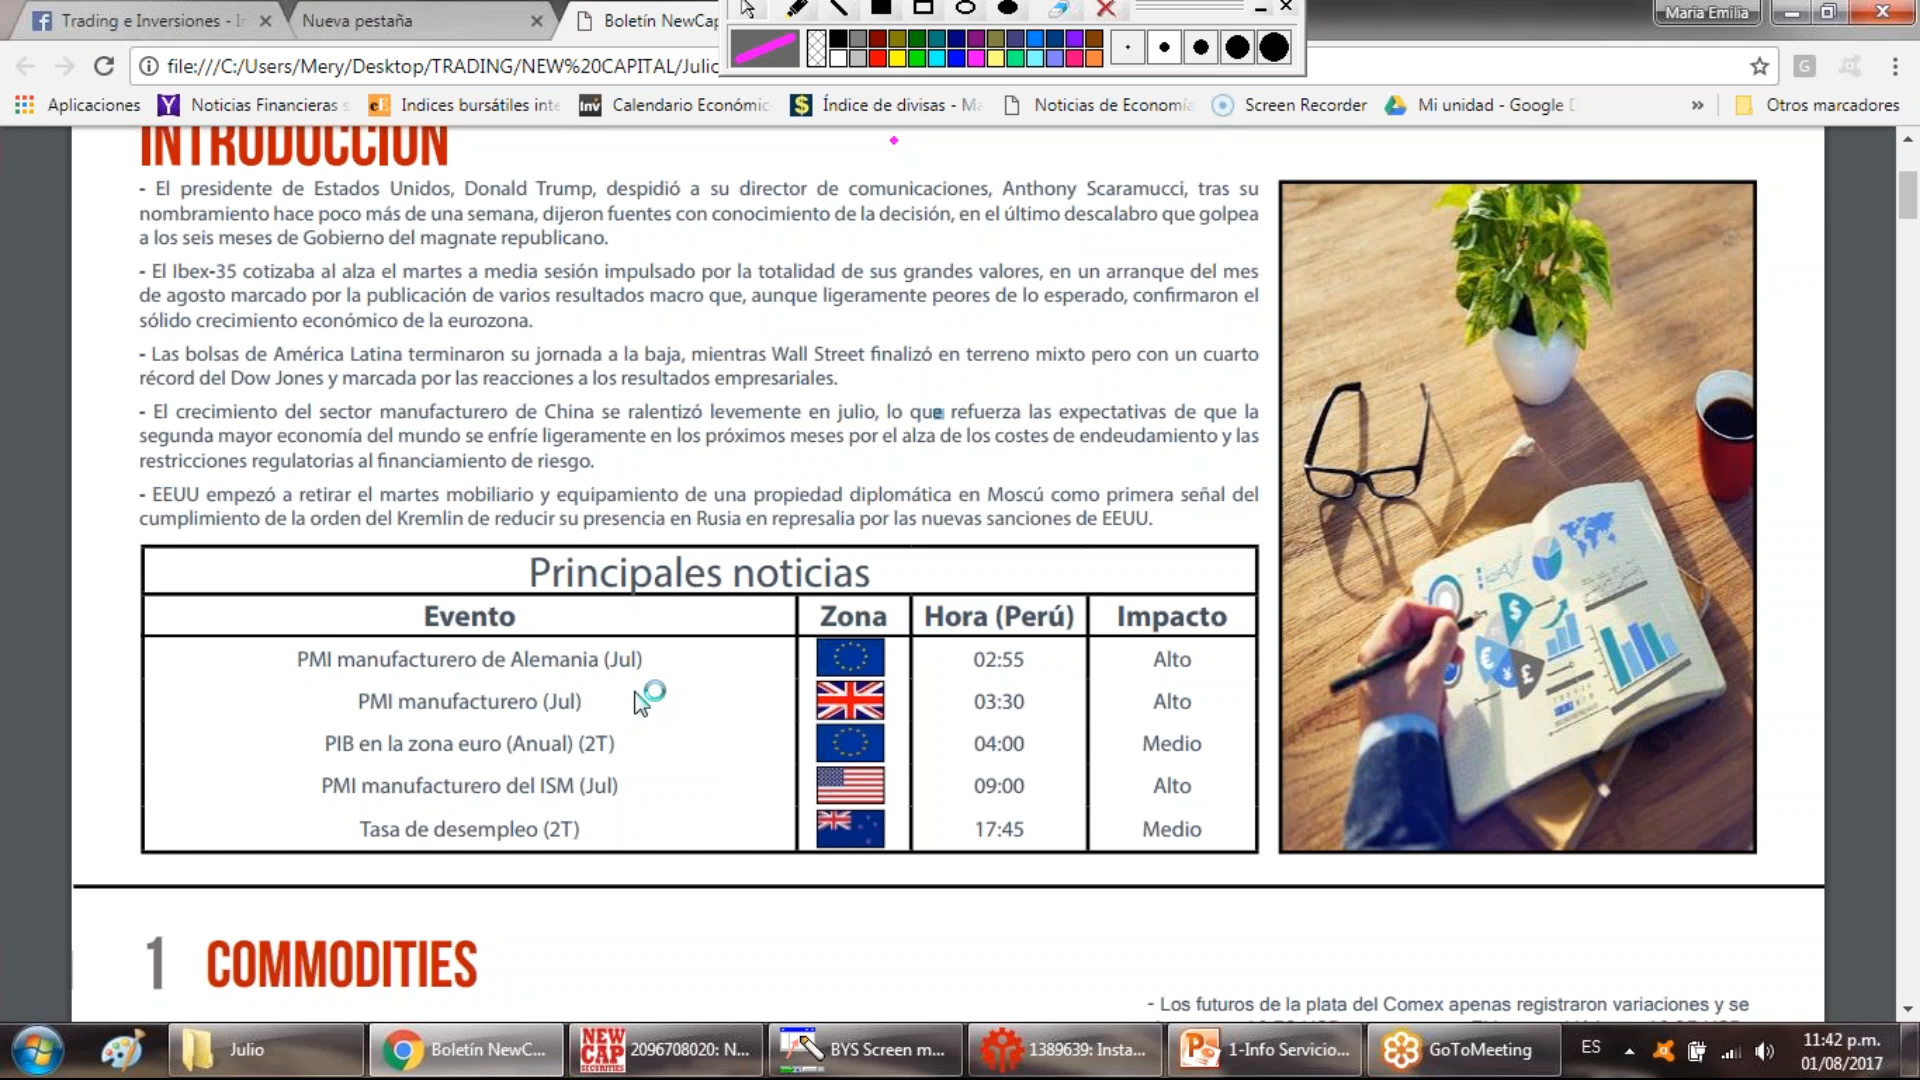 Trading e Inversiones - I
Nueva pestaña
Boletín NewCap
Maria Emilia
file:///C:/Users/Mery/Desktop/TRADING/NEW%20CAPITAL/Julio
Aplicaciones
Noticias Financieras s
Indices bursátiles inte
Calendario Económic
Índice de divisas - Ma
Noticias de Economía
Screen Recorder
Mi unidad - Google D
»
Otros marcadores
INTRODUCCIÓN
- El presidente de Estados Unidos, Donald Trump, despidió a su director de comunicaciones, Anthony Scaramucci, tras su
nombramiento hace poco más de una semana, dijeron fuentes con conocimiento de la decisión, en el último descalabro que golpea
a los seis meses de Gobierno del magnate republicano.
- El Ibex-35 cotizaba al alza el martes a media sesión impulsado por la totalidad de sus grandes valores, en un arranque del mes
de agosto marcado por la publicación de varios resultados macro que, aunque ligeramente peores de lo esperado, confirmaron el
sólido crecimiento económico de la eurozona.
- Las bolsas de América Latina terminaron su jornada a la baja, mientras Wall Street finalizó en terreno mixto pero con un cuarto
récord del Dow Jones y marcada por las reacciones a los resultados empresariales.
- El crecimiento del sector manufacturero de China se ralentizó levemente en julio, lo que refuerza las expectativas de que la
segunda mayor economía del mundo se enfríe ligeramente en los próximos meses por el alza de los costes de endeudamiento y las
restricciones regulatorias al financiamiento de riesgo.
- EEUU empezó a retirar el martes mobiliario y equipamiento de una propiedad diplomática en Moscú como primera señal del
cumplimiento de la orden del Kremlin de reducir su presencia en Rusia en represalia por las nuevas sanciones de EEUU.
Principales noticias
Evento Zona Hora (Perú) Impacto
PMI manufacturero de Alemania (Jul) 02:55 Alto
PMI manufacturero (Jul) 03:30 Alto
PIB en la zona euro (Anual) (2T) 04:00 Medio
PMI manufacturero del ISM (Jul) 09:00 Alto
Tasa de desempleo (2T) 17:45 Medio
1 COMMODITIES
- Los futuros de la plata del Comex apenas registraron variaciones y se
Julio
Boletín NewC...
NEW CAP SECURITIES
2096708020: N...
BYS Screen m...
1389639: Insta...
1-Info Servicio...
GoToMeeting
ES
11:42 p.m.
01/08/2017